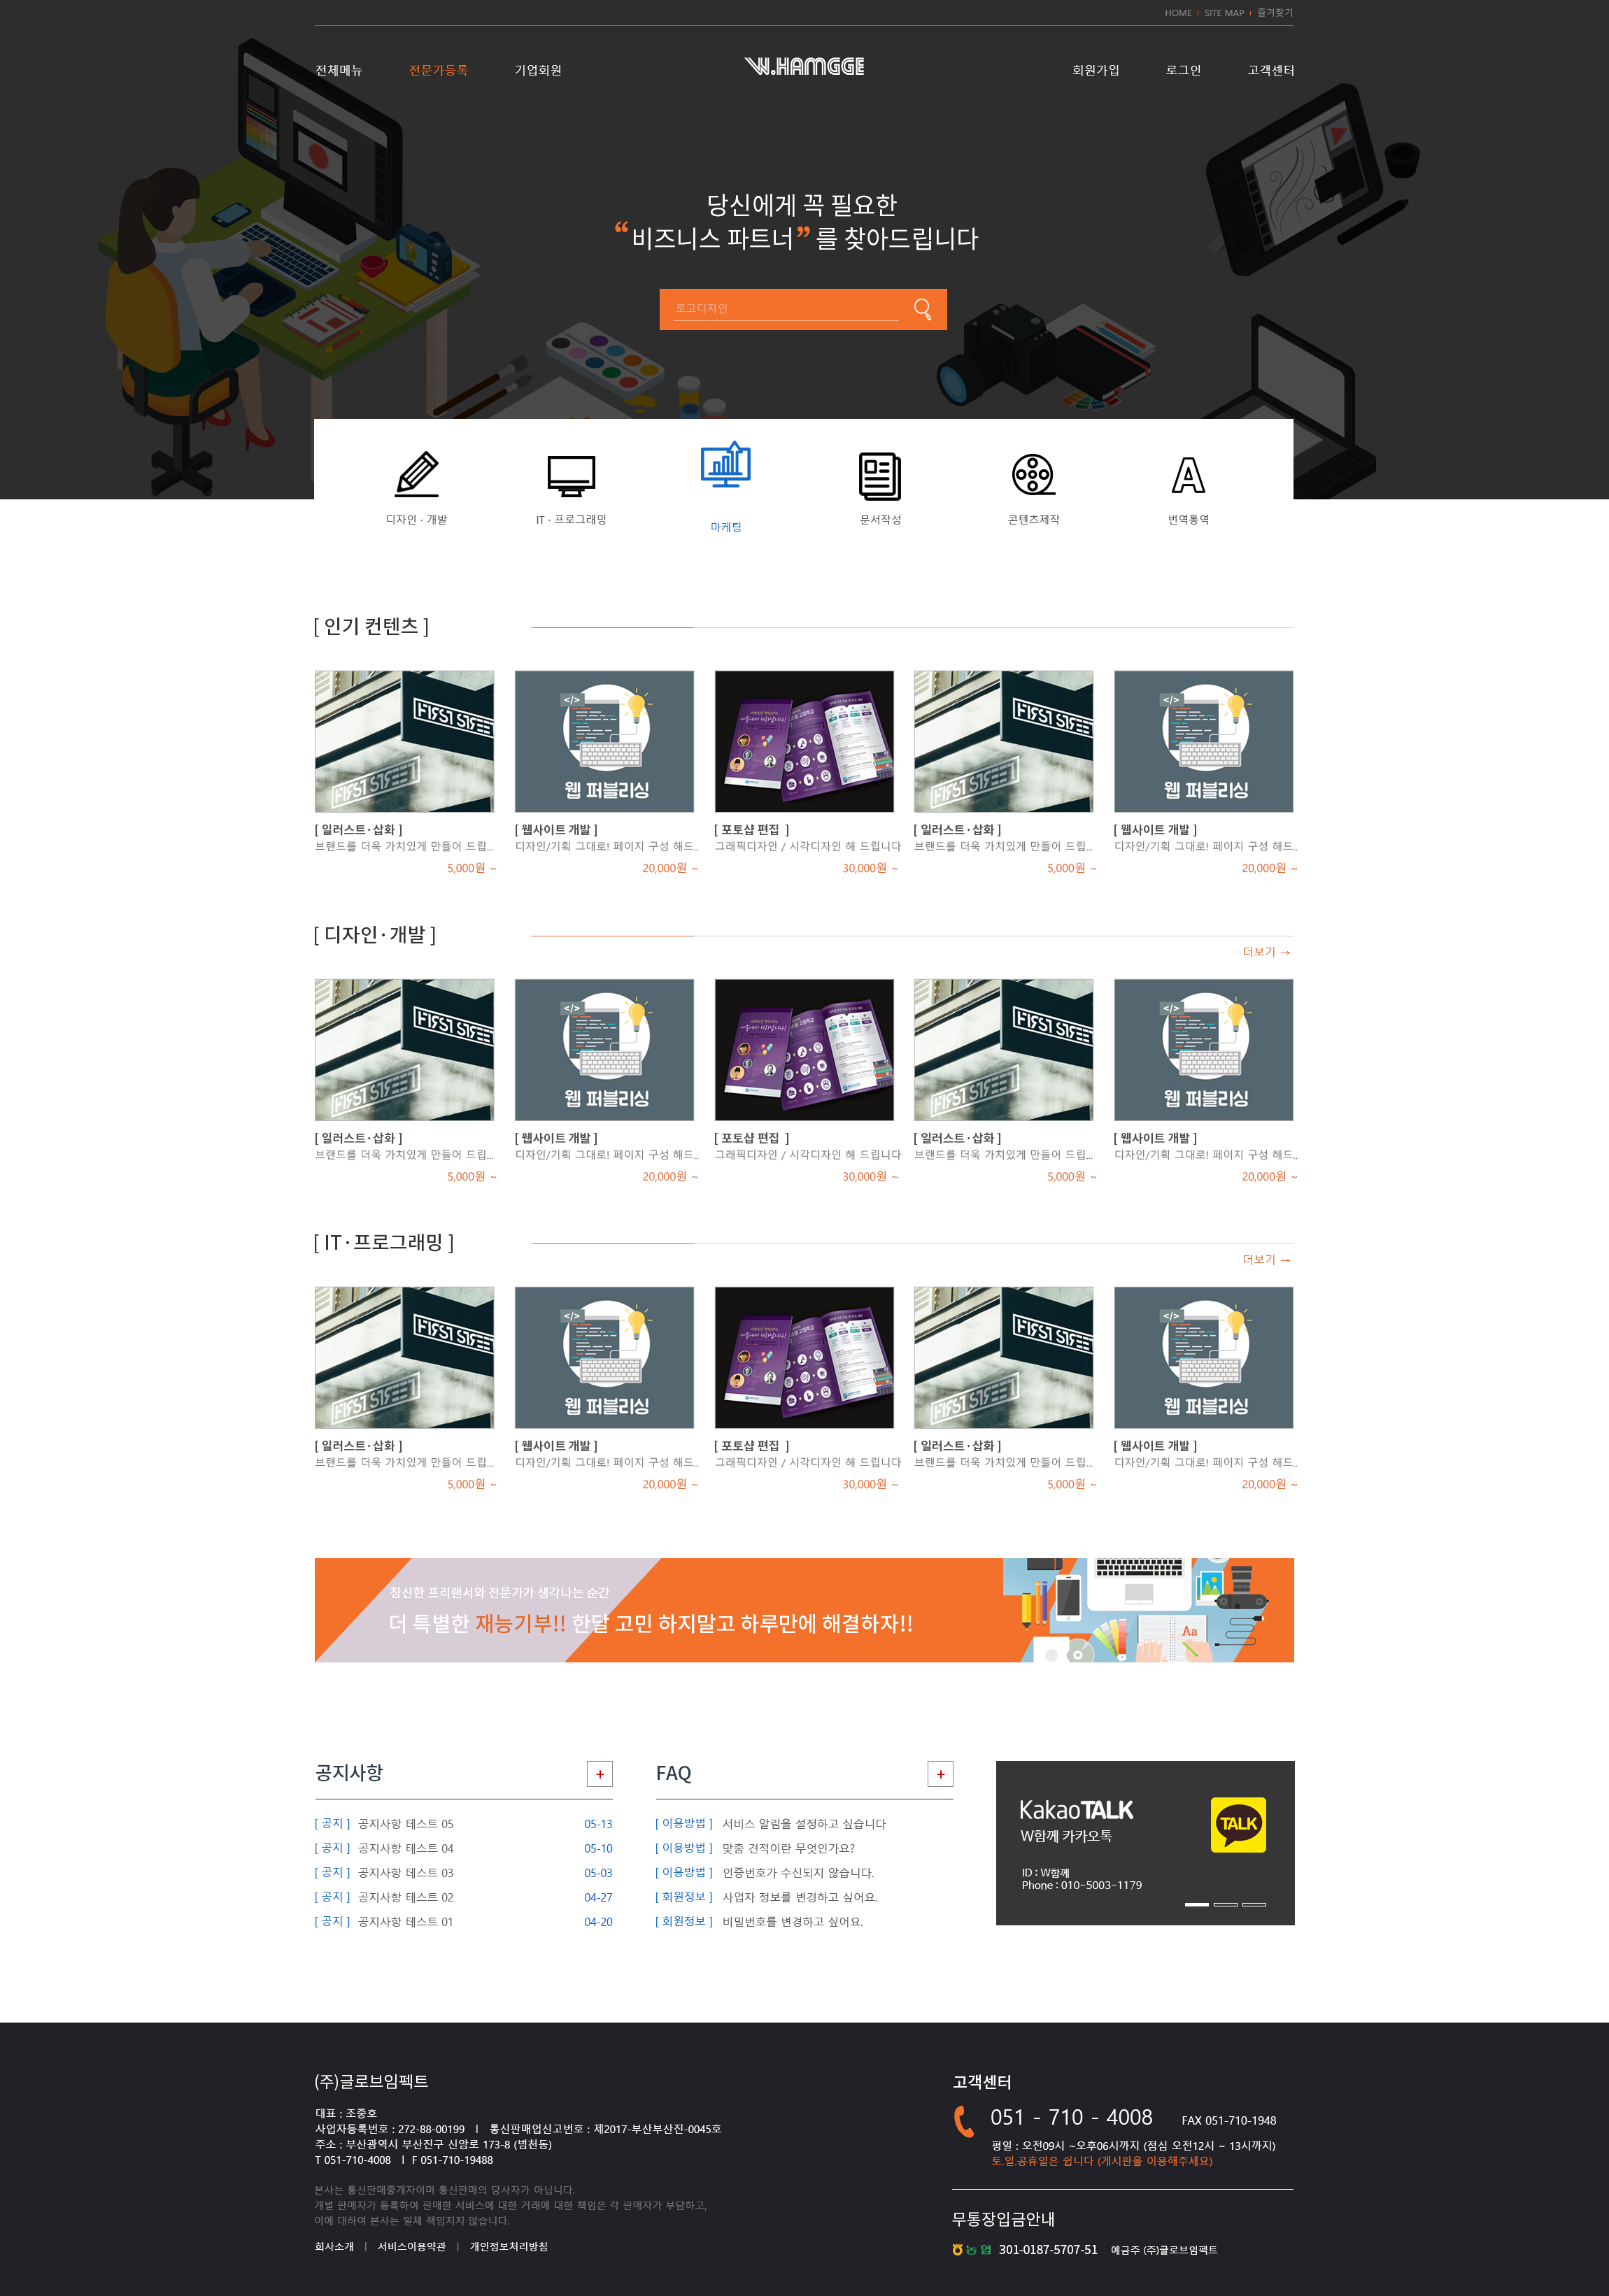 HOME SITE MAP 즐겨찾기
전체메뉴 전문가등록 기업회원 W.HAMGGE 회원가입 로그인 고객센터
당신에게 꼭 필요한
“비즈니스 파트너”를 찾아드립니다
로고디자인
디자인 · 개발 IT · 프로그래밍 마케팅 문서작성 콘텐츠제작 번역통역
[ 인기 컨텐츠 ]
FIRST STREET </> 웹 퍼블리싱 FIRST STREET </> 웹 퍼블리싱
[ 일러스트·삽화 ] [ 웹사이트 개발 ] [ 포토샵 편집 ] [ 일러스트·삽화 ] [ 웹사이트 개발 ]
브랜드를 더욱 가치있게 만들어 드립... 디자인/기획 그대로! 페이지 구성 해드.. 그래픽디자인 / 시각디자인 해 드립니다 브랜드를 더욱 가치있게 만들어 드립... 디자인/기획 그대로! 페이지 구성 해드..
5,000원 ~ 20,000원 ~ 30,000원 ~ 5,000원 ~ 20,000원 ~
[ 디자인·개발 ]
더보기 →
FIRST STREET </> 웹 퍼블리싱 FIRST STREET </> 웹 퍼블리싱
[ 일러스트·삽화 ] [ 웹사이트 개발 ] [ 포토샵 편집 ] [ 일러스트·삽화 ] [ 웹사이트 개발 ]
브랜드를 더욱 가치있게 만들어 드립... 디자인/기획 그대로! 페이지 구성 해드.. 그래픽디자인 / 시각디자인 해 드립니다 브랜드를 더욱 가치있게 만들어 드립... 디자인/기획 그대로! 페이지 구성 해드..
5,000원 ~ 20,000원 ~ 30,000원 ~ 5,000원 ~ 20,000원 ~
[ IT·프로그래밍 ]
더보기 →
FIRST STREET </> 웹 퍼블리싱 FIRST STREET </> 웹 퍼블리싱
[ 일러스트·삽화 ] [ 웹사이트 개발 ] [ 포토샵 편집 ] [ 일러스트·삽화 ] [ 웹사이트 개발 ]
브랜드를 더욱 가치있게 만들어 드립... 디자인/기획 그대로! 페이지 구성 해드.. 그래픽디자인 / 시각디자인 해 드립니다 브랜드를 더욱 가치있게 만들어 드립... 디자인/기획 그대로! 페이지 구성 해드..
5,000원 ~ 20,000원 ~ 30,000원 ~ 5,000원 ~ 20,000원 ~
참신한 프리랜서와 전문가가 생각나는 순간
더 특별한 재능기부!! 한달 고민 하지말고 하루만에 해결하자!!
Aa
공지사항 +
[ 공지 ] 공지사항 테스트 05 05-13
[ 공지 ] 공지사항 테스트 04 05-10
[ 공지 ] 공지사항 테스트 03 05-03
[ 공지 ] 공지사항 테스트 02 04-27
[ 공지 ] 공지사항 테스트 01 04-20
FAQ +
[ 이용방법 ] 서비스 알림을 설정하고 싶습니다
[ 이용방법 ] 맞춤 견적이란 무엇인가요?
[ 이용방법 ] 인증번호가 수신되지 않습니다.
[ 회원정보 ] 사업자 정보를 변경하고 싶어요.
[ 회원정보 ] 비밀번호를 변경하고 싶어요.
KakaoTALK
W함께 카카오톡
TALK
ID : W함께
Phone : 010-5003-1179
(주)글로브임펙트
대표 : 조중호
사업자등록번호 : 272-88-00199 | 통신판매업신고번호 : 제2017-부산부산진-0045호
주소 : 부산광역시 부산진구 신암로 173-8 (범천동)
T 051-710-4008 | F 051-710-19488
본사는 통신판매중개자이며 통신판매의 당사자가 아닙니다.
개별 판매자가 등록하여 판매한 서비스에 대한 거래에 대한 책임은 각 판매자가 부담하고,
이에 대하여 본사는 일체 책임지지 않습니다.
회사소개 | 서비스이용약관 | 개인정보처리방침
고객센터
051 - 710 - 4008 FAX 051-710-1948
평일 : 오전09시 ~오후06시까지 (점심 오전12시 ~ 13시까지)
토.일.공휴일은 쉽니다 (게시판을 이용해주세요)
무통장입금안내
농협 301-0187-5707-51 예금주 (주)글로브임펙트